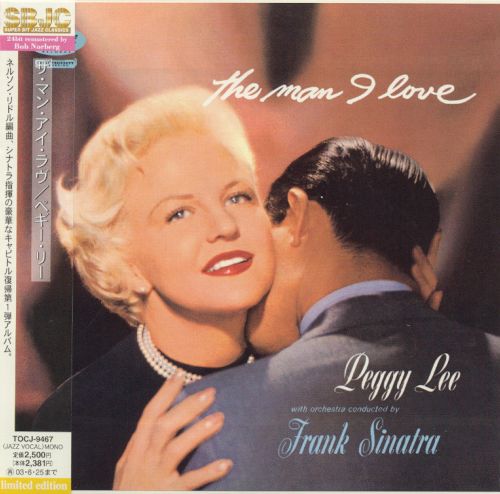 SBJC
SUPER BIT JAZZ CLASSICS
24bit remastered by
Bob Norberg
ザ・マン・アイ・ラヴ/ペギー・リー
ネルソン・リドル編曲、シナトラ指揮の豪華なキャピトル復帰第1弾アルバム。
the man I love
Peggy Lee
with orchestra conducted by
Frank Sinatra
TOCJ-9467
(JAZZ VOCAL) MONO
定価2,500円
(本体2,381円)
03・6・25まで
limited edition